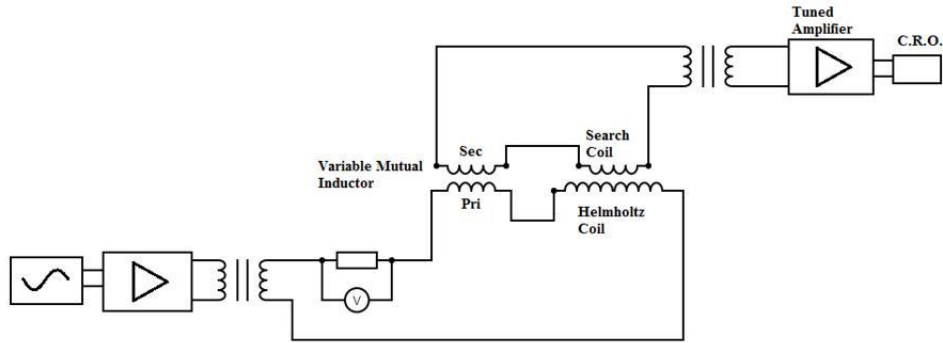 Tuned
Amplifier
C.R.O.
Search
Coil
Sec
Variable Mutual
Inductor
Pri
Helmholtz
Coil
V